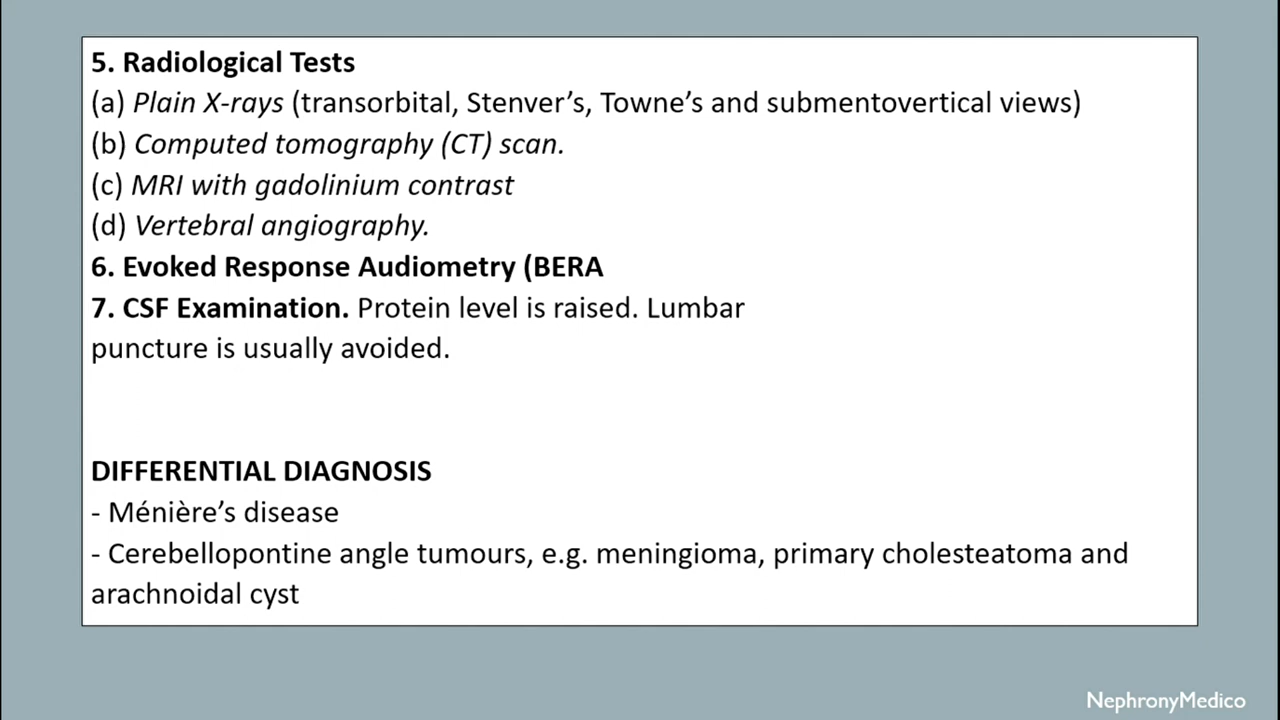 5. Radiological Tests
(a) Plain X-rays (transorbital, Stenver’s, Towne’s and submentovertical views)
(b) Computed tomography (CT) scan.
(c) MRI with gadolinium contrast
(d) Vertebral angiography.
6. Evoked Response Audiometry (BERA
7. CSF Examination. Protein level is raised. Lumbar
puncture is usually avoided.
DIFFERENTIAL DIAGNOSIS
- Ménière’s disease
- Cerebellopontine angle tumours, e.g. meningioma, primary cholesteatoma and
arachnoidal cyst
NephronyMedico